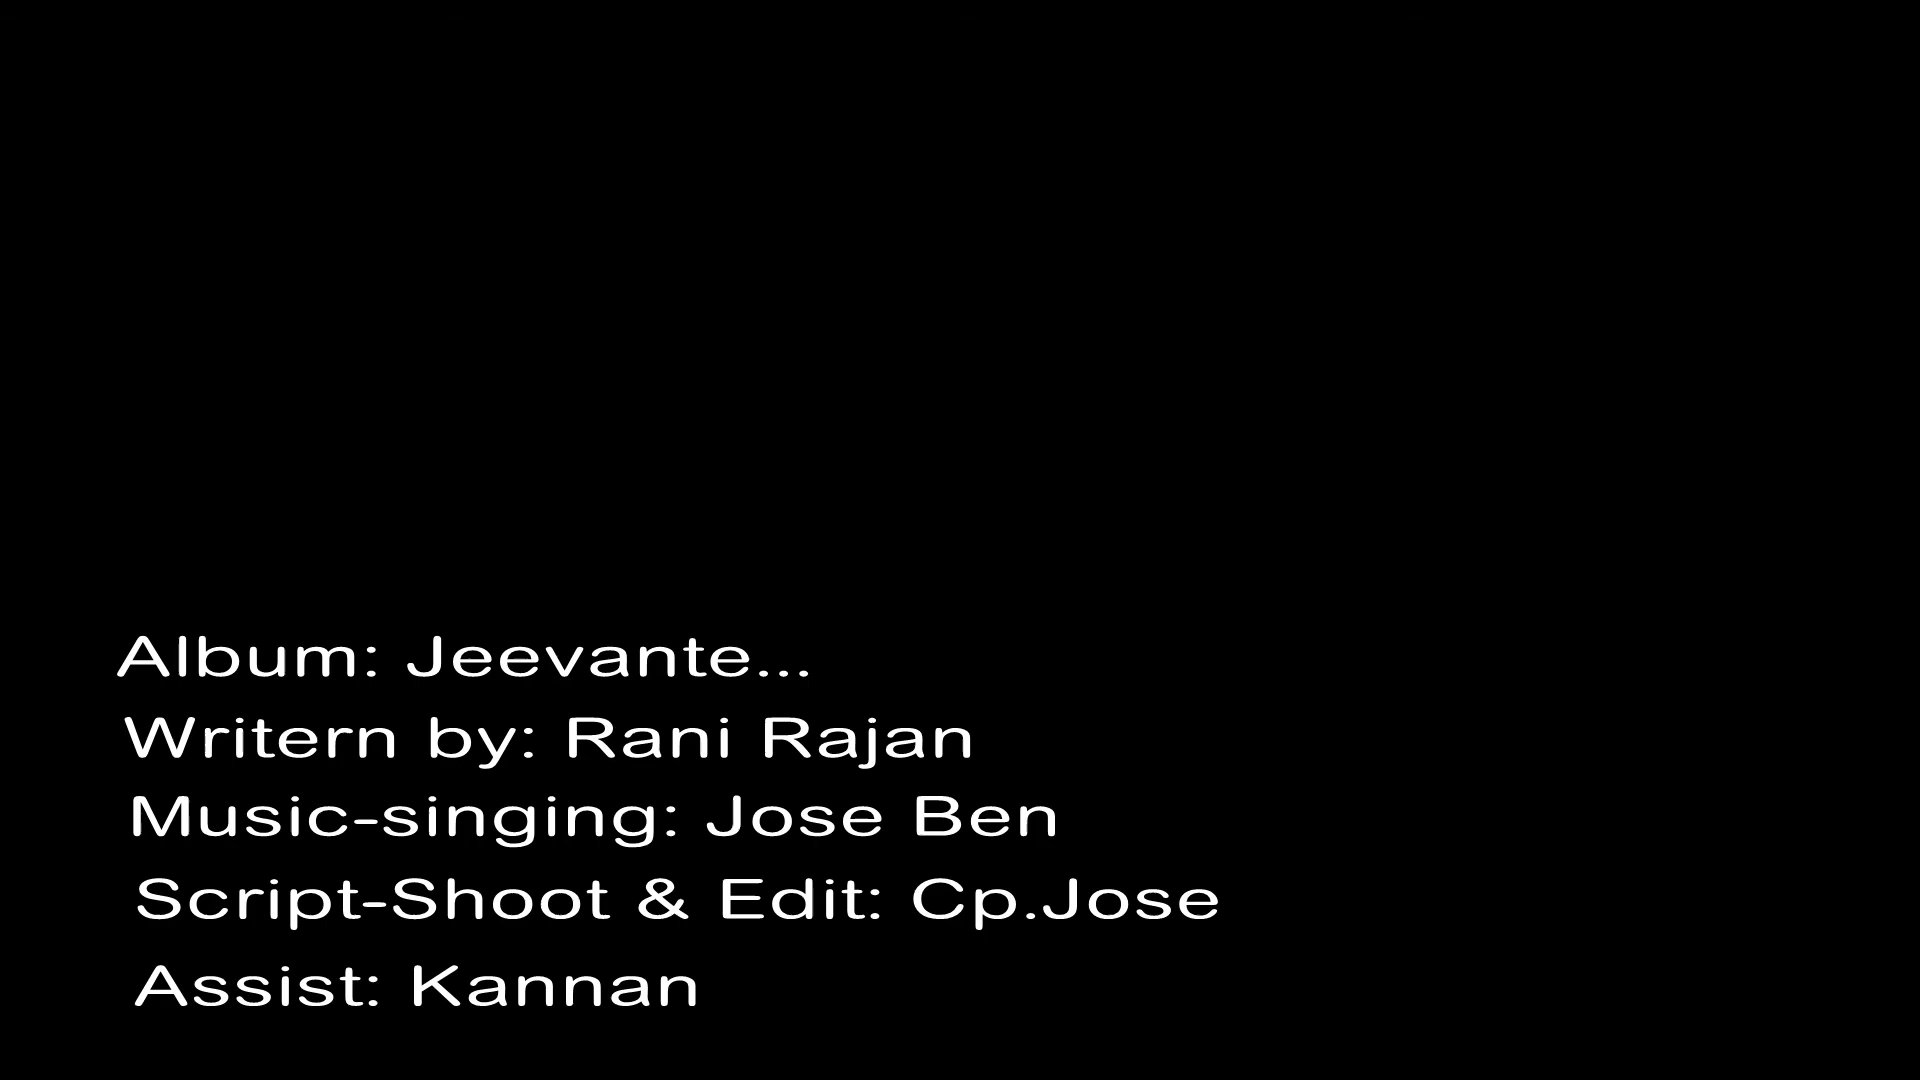 Album: Jeevante...
Writern by: Rani Rajan
Music-singing: Jose Ben
Script-Shoot & Edit: Cp.Jose
Assist: Kannan